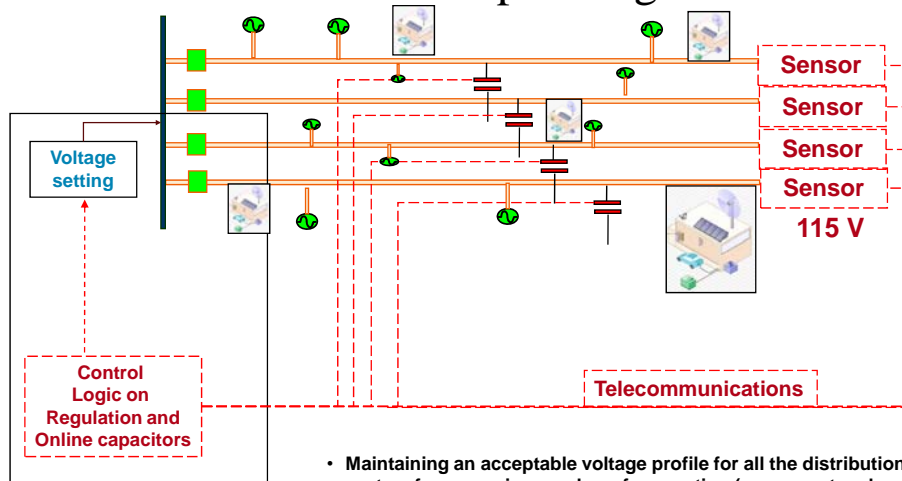 Sensor
Sensor
Sensor
Sensor
115 V
Voltage
setting
Control
Logic on
Regulation and
Online capacitors
Telecommunications
• Maintaining an acceptable voltage profile for all the distribution